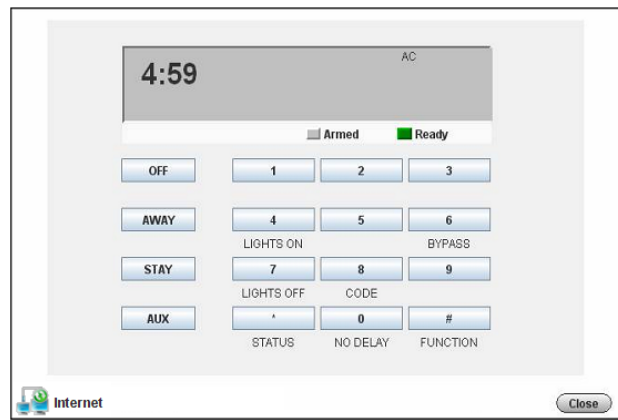 AC
4:59
Armed Ready
OFF 1 2 3
AWAY 4 5 6
LIGHTS ON BYPASS
STAY 7 8 9
LIGHTS OFF CODE
AUX * 0 #
STATUS NO DELAY FUNCTION
Internet Close